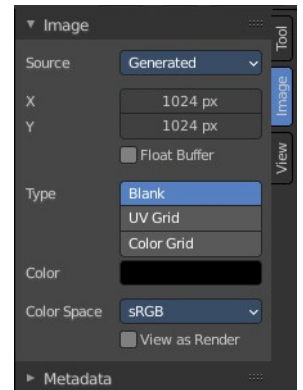 Image
Tool
Source Generated
X 1024 px
Y 1024 px
Image
Float Buffer
View
Type Blank
UV Grid
Color Grid
Color
Color Space sRGB
View as Render
Metadata